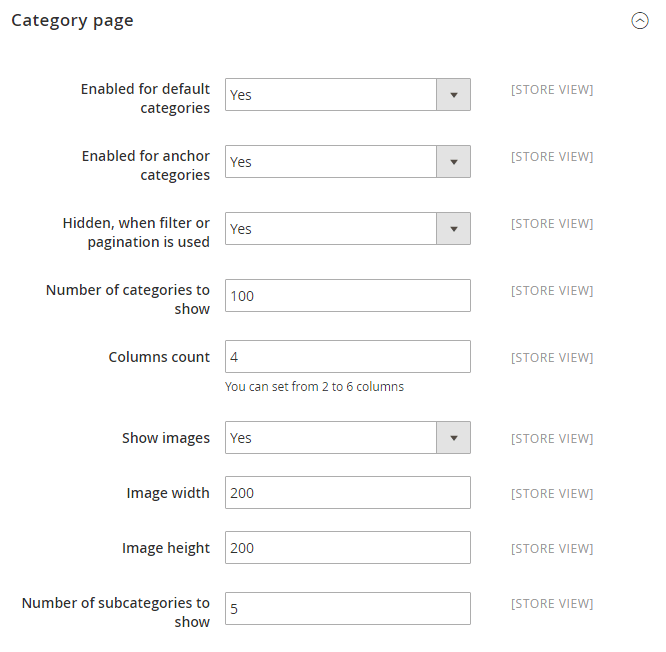 Category page
Enabled for default
categories
Yes
[STORE VIEW]
Enabled for anchor
categories
Yes
[STORE VIEW]
Hidden, when filter or
pagination is used
Yes
[STORE VIEW]
Number of categories to
show
100
[STORE VIEW]
Columns count
4
[STORE VIEW]
You can set from 2 to 6 columns
Show images
Yes
[STORE VIEW]
Image width
200
[STORE VIEW]
Image height
200
[STORE VIEW]
Number of subcategories to
show
5
[STORE VIEW]